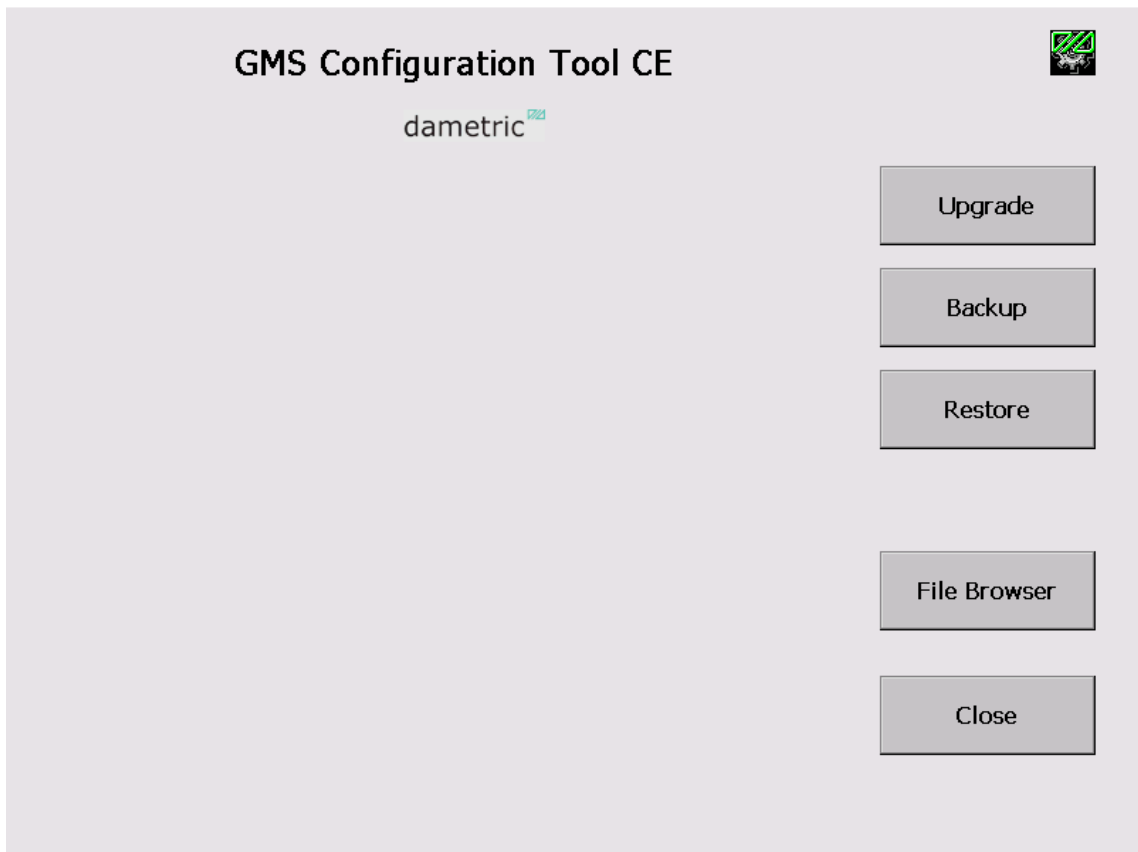 GMS Configuration Tool CE
dametric
Upgrade
Backup
Restore
File Browser
Close